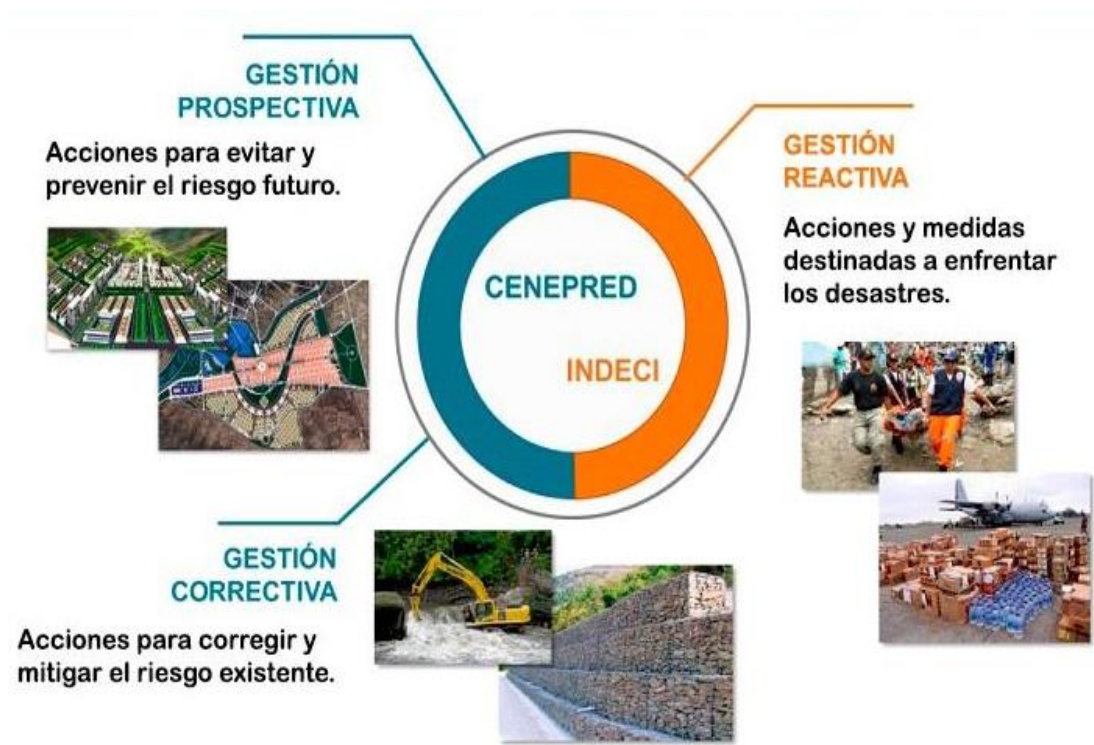 GESTIÓN
PROSPECTIVA
Acciones para evitar y
prevenir el riesgo futuro.
GESTIÓN
REACTIVA
Acciones y medidas
destinadas a enfrentar
los desastres.
CENEPRED
INDECI
GESTIÓN
CORRECTIVA
Acciones para corregir y
mitigar el riesgo existente.